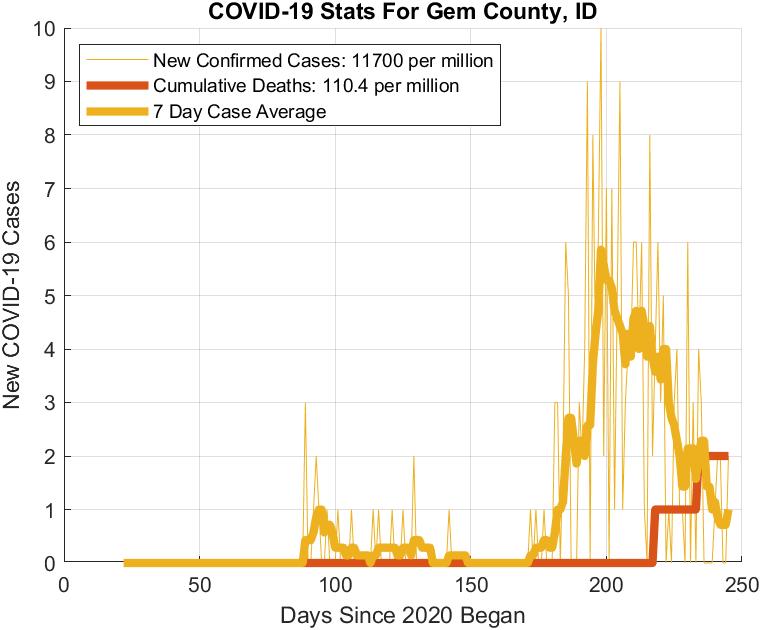 COVID-19 Stats For Gem County, ID
New Confirmed Cases: 11700 per million
Cumulative Deaths: 110.4 per million
7 Day Case Average
New COVID-19 Cases
10
9
8
7
6
5
4
3
2
1
0
0 50 100 150 200 250
Days Since 2020 Began